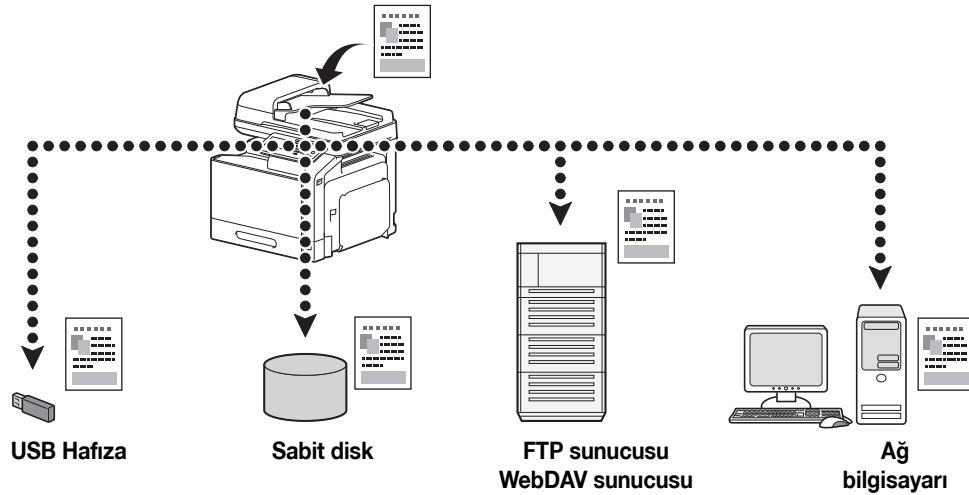 USB Hafıza
Sabit disk
FTP sunucusu
WebDAV sunucusu
Ağ
bilgisayarı